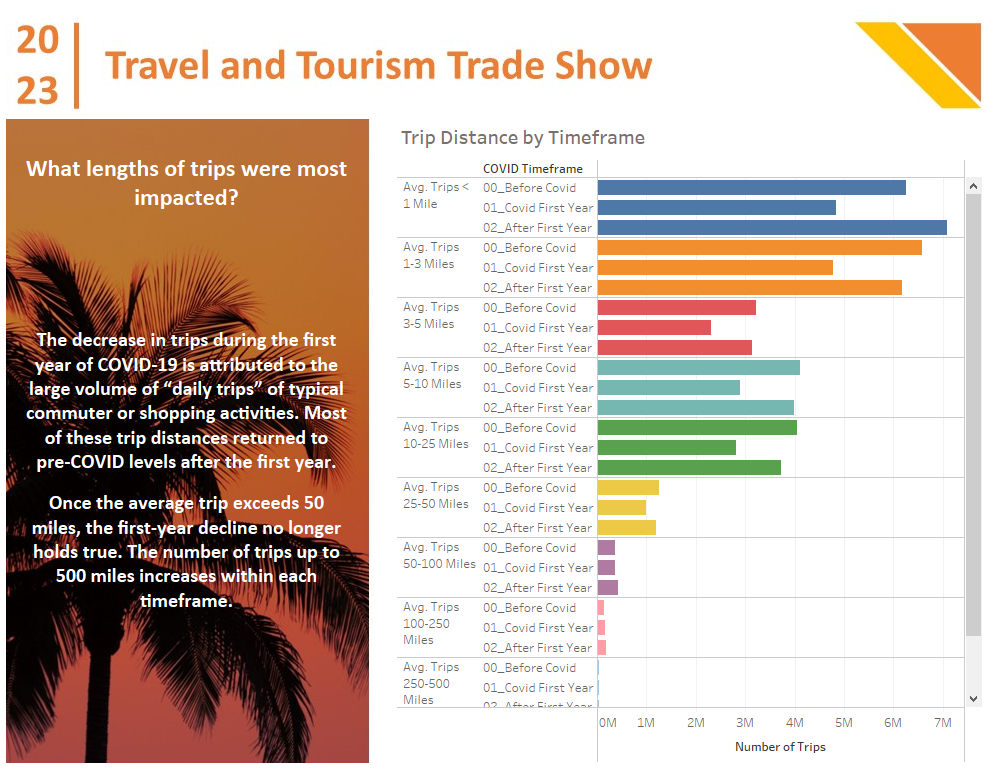 20
23
Travel and Tourism Trade Show
What lengths of trips were most
impacted?
The decrease in trips during the first
year of COVID-19 is attributed to the
large volume of “daily trips” of typical
commuter or shopping activities. Most
of these trip distances returned to
pre-COVID levels after the first year.
Once the average trip exceeds 50
miles, the first-year decline no longer
holds true. The number of trips up to
500 miles increases within each
timeframe.
Trip Distance by Timeframe
COVID Timeframe
Avg. Trips <
1 Mile
00_Before Covid
01_Covid First Year
02_After First Year
Avg. Trips
1-3 Miles
00_Before Covid
01_Covid First Year
02_After First Year
Avg. Trips
3-5 Miles
00_Before Covid
01_Covid First Year
02_After First Year
Avg. Trips
5-10 Miles
00_Before Covid
01_Covid First Year
02_After First Year
Avg. Trips
10-25 Miles
00_Before Covid
01_Covid First Year
02_After First Year
Avg. Trips
25-50 Miles
00_Before Covid
01_Covid First Year
02_After First Year
Avg. Trips
50-100 Miles
00_Before Covid
01_Covid First Year
02_After First Year
Avg. Trips
100-250
Miles
00_Before Covid
01_Covid First Year
02_After First Year
Avg. Trips
250-500
Miles
00_Before Covid
01_Covid First Year
02_After First Year
0M 1M 2M 3M 4M 5M 6M 7M
Number of Trips